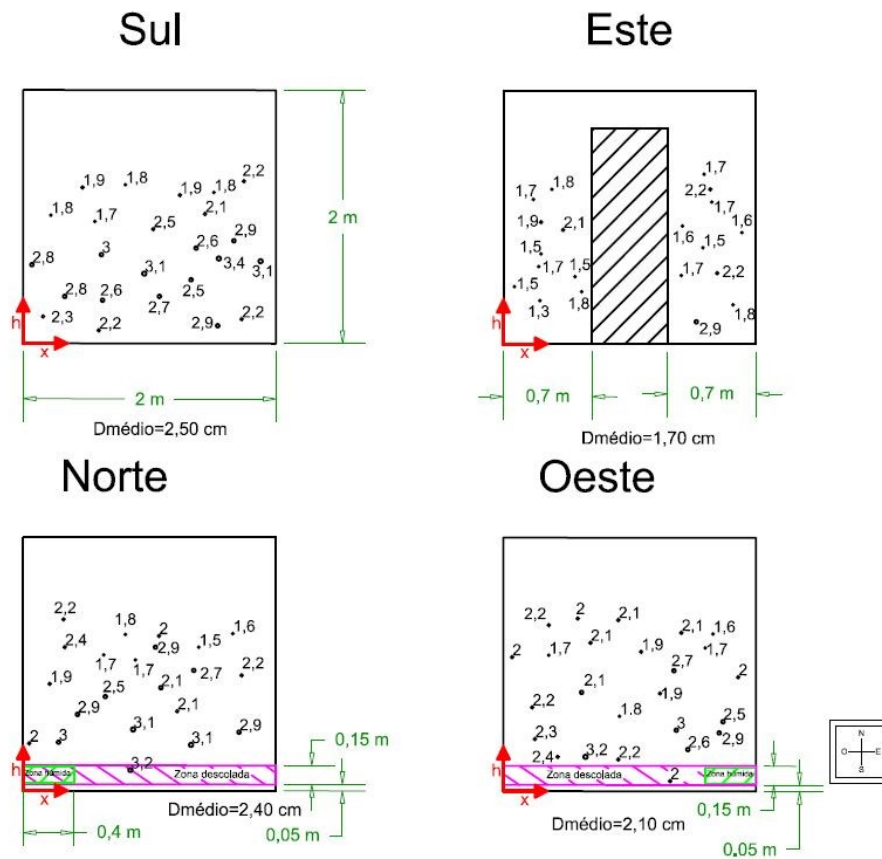 Sul
Este
2,2
1,9
1,8
1,9
1,8
1,8
1,7
2,5
2,1
2,9
2,6
3
2,8
3,1
3,4
3,1
2,5
2,8
2,6
2,7
2,3
2,2
2,9
2,2
h
x
2 m
2 m
Dmédio=2,50 cm
1,7
1,8
1,7
2,2
1,7
1,9
2,1
1,6
1,6
1,5
1,5
1,7
1,5
1,7
2,2
1,5
1,8
1,3
1,8
2,9
h
x
0,7 m
0,7 m
Dmédio=1,70 cm
Norte
Oeste
2,2
1,8
2
1,6
2,4
2,9
1,5
1,7
1,7
2,7
2,2
1,9
2,5
2,1
2,1
2,9
3,1
2,9
2
3
3,1
3,2
Zona húmida
Zona descolada
h
x
0,15 m
0,05 m
0,4 m
Dmédio=2,40 cm
2
2,1
2,2
2,1
1,6
2,1
2
1,7
1,9
1,7
2,7
2
2,1
1,9
2,2
1,8
2,5
2,3
3
2,9
2,4
3,2
2,2
2,6
2
Zona descolada
Zona húmida
h
x
0,15 m
0,05 m
Dmédio=2,10 cm
N
O
E
S